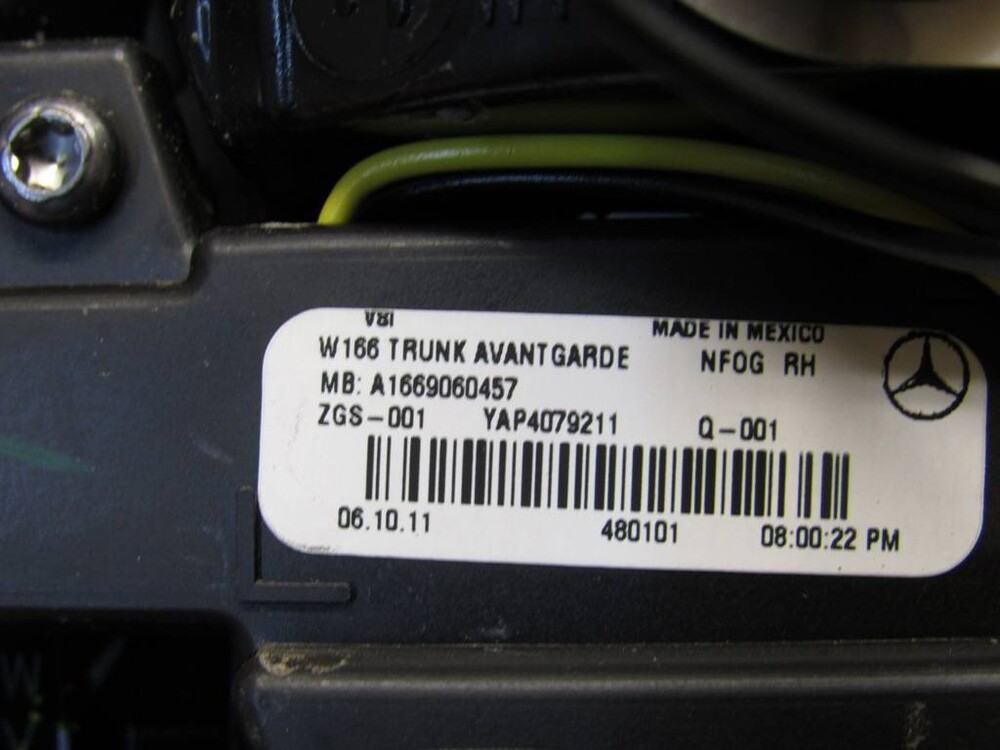 V8I MADE IN MEXICO
W166 TRUNK AVANTGARDE NFOG RH
MB: A1669060457
ZGS-001 YAP4079211 Q-001
06.10.11 480101 08:00:22 PM
W